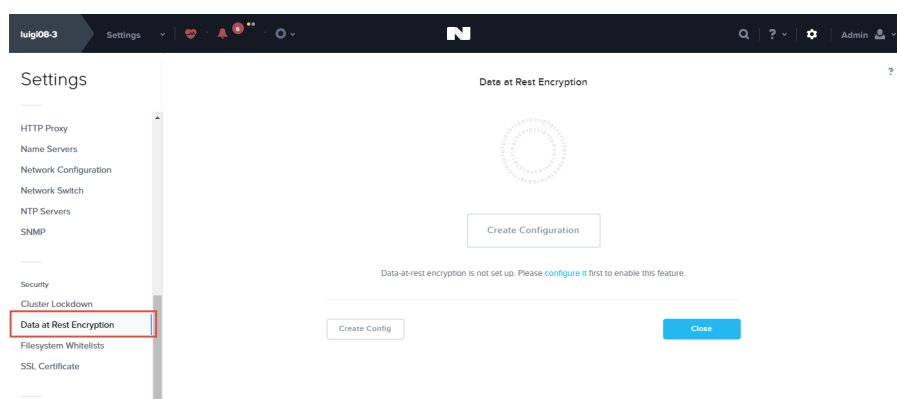 luigi08-3 Settings 6 ? Admin
Settings
Data at Rest Encryption
?
HTTP Proxy
Name Servers
Network Configuration
Network Switch
NTP Servers
SNMP
Create Configuration
Data-at-rest encryption is not set up. Please configure it first to enable this feature.
Security
Cluster Lockdown
Data at Rest Encryption
Filesystem Whitelists
SSL Certificate
Create Config Close